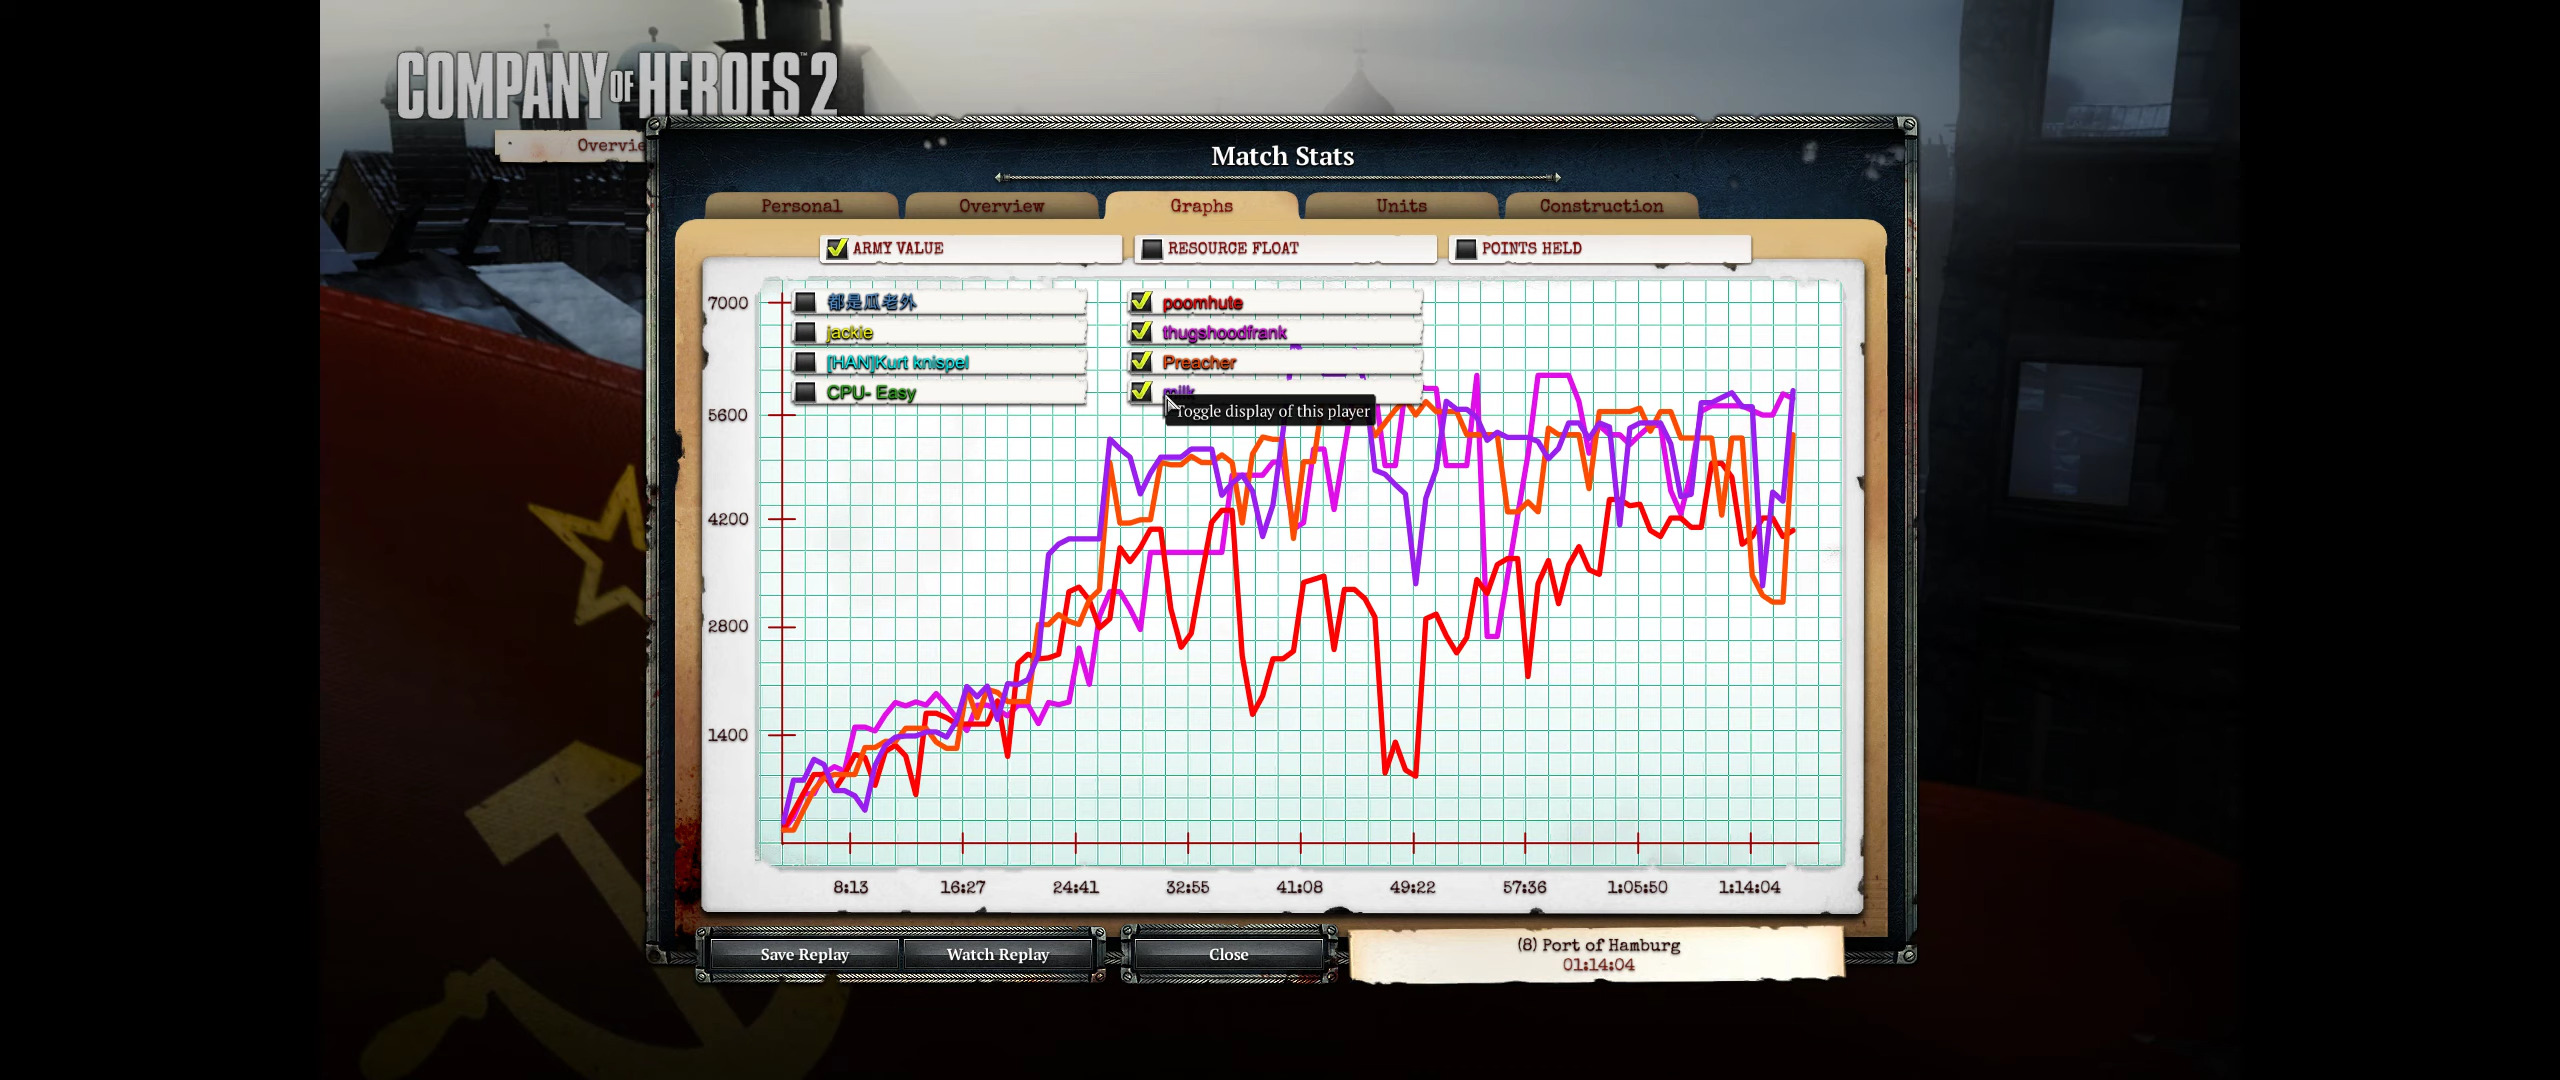 COMPANY OF HEROES 2™
Overvie
Match Stats
Personal
Overview
Graphs
Units
Construction
ARMY VALUE
RESOURCE FLOAT
POINTS HELD
都是瓜老外
poomhute
jackie
thugshoodfrank
[HAN]Kurt knispel
Preacher
CPU- Easy
milk
Toggle display of this player
7000
5600
4200
2800
1400
8:13
16:27
24:41
32:55
41:08
49:22
57:36
1:05:50
1:14:04
Save Replay
Watch Replay
Close
(8) Port of Hamburg
01:14:04